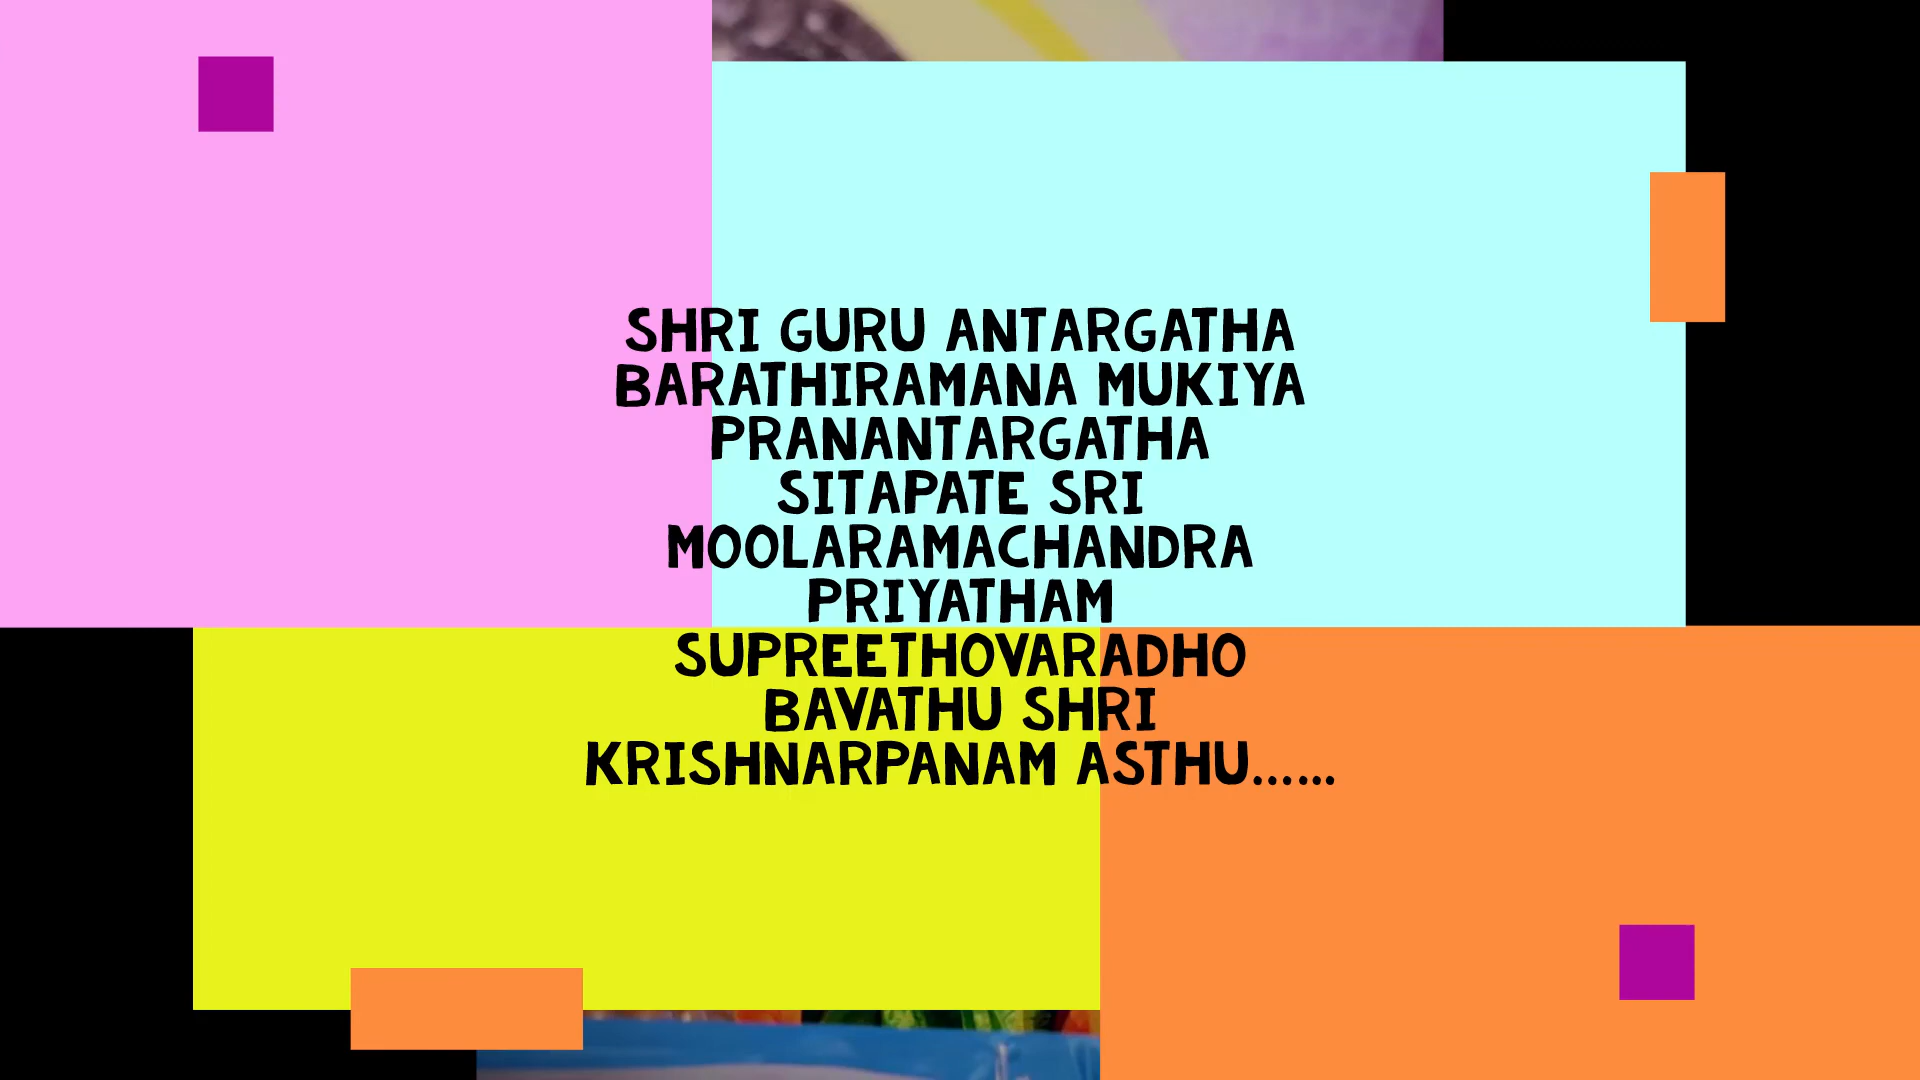 SHRI GURU ANTARGATHA
BARATHIRAMANA MUKIYA
PRANANTARGATHA
SITAPATE SRI
MOOLARAMACHANDRA
PRIYATHAM
SUPREETHOVARADHO
BAVATHU SHRI
KRISHNARPANAM ASTHU......